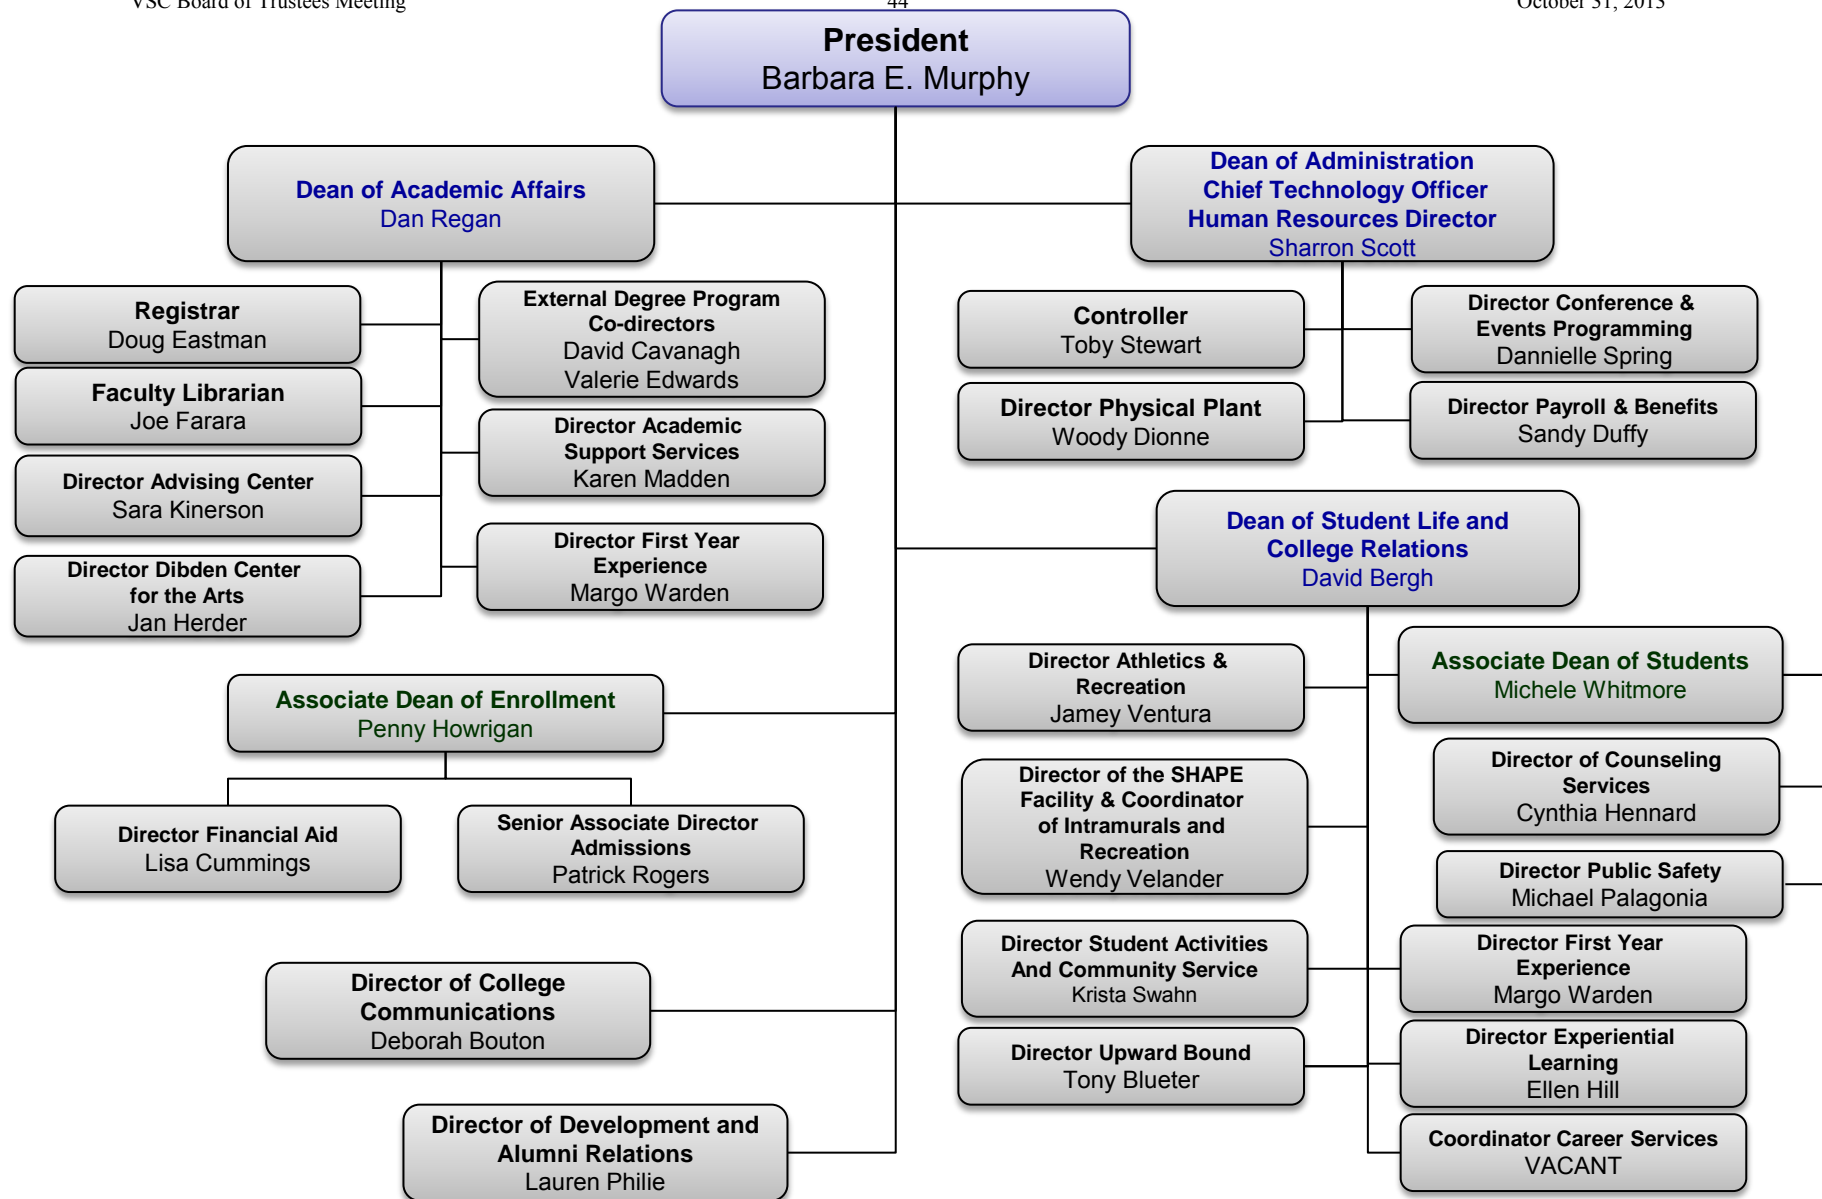 VSC Board of Trustees Meeting
44
October 31, 2013
President
Barbara E. Murphy
Dean of Academic Affairs
Dan Regan
Dean of Administration
Chief Technology Officer
Human Resources Director
Sharron Scott
Registrar
Doug Eastman
External Degree Program
Co-directors
David Cavanagh
Valerie Edwards
Faculty Librarian
Joe Farara
Director Academic
Support Services
Karen Madden
Director Advising Center
Sara Kinerson
Director First Year
Experience
Margo Warden
Director Dibden Center
for the Arts
Jan Herder
Controller
Toby Stewart
Director Conference &
Events Programming
Dannielle Spring
Director Physical Plant
Woody Dionne
Director Payroll & Benefits
Sandy Duffy
Dean of Student Life and
College Relations
David Bergh
Associate Dean of Enrollment
Penny Howrigan
Director Financial Aid
Lisa Cummings
Senior Associate Director
Admissions
Patrick Rogers
Director Athletics &
Recreation
Jamey Ventura
Associate Dean of Students
Michele Whitmore
Director of the SHAPE
Facility & Coordinator
of Intramurals and
Recreation
Wendy Velander
Director of Counseling
Services
Cynthia Hennard
Director Public Safety
Michael Palagonia
Director Student Activities
And Community Service
Krista Swahn
Director First Year
Experience
Margo Warden
Director Upward Bound
Tony Blueter
Director Experiential
Learning
Ellen Hill
Coordinator Career Services
VACANT
Director of College
Communications
Deborah Bouton
Director of Development and
Alumni Relations
Lauren Philie